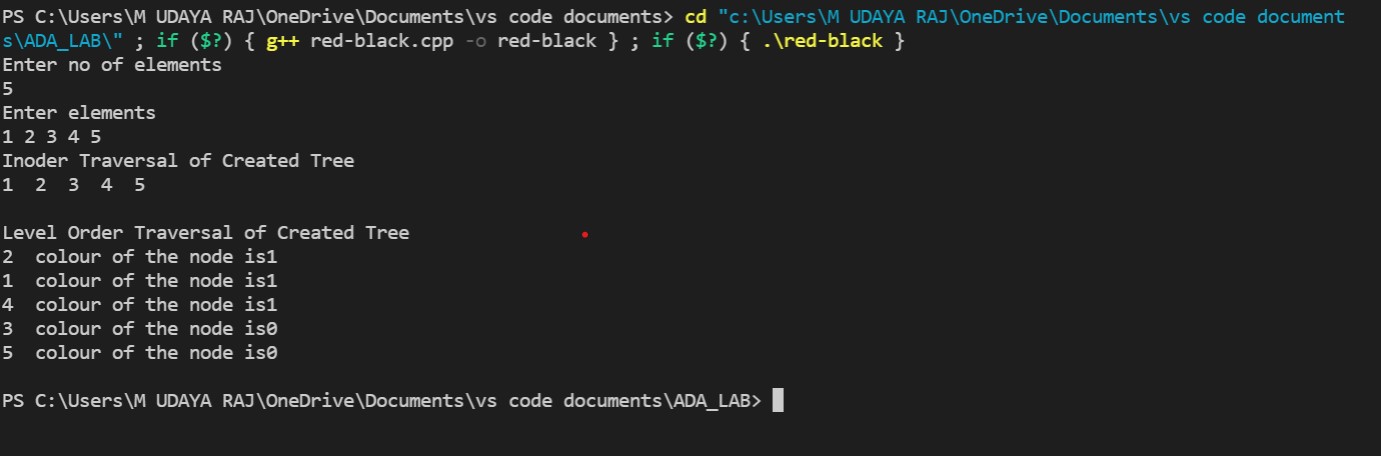 PS C:\Users\M UDAYA RAJ\OneDrive\Documents\vs code documents> cd "c:\Users\M UDAYA RAJ\OneDrive\Documents\vs code document
s\ADA_LAB\" ; if ($?) { g++ red-black.cpp -o red-black } ; if ($?) { .\red-black }
Enter no of elements
5
Enter elements
1 2 3 4 5
Inoder Traversal of Created Tree
1  2  3  4  5
Level Order Traversal of Created Tree
2  colour of the node is1
1  colour of the node is1
4  colour of the node is1
3  colour of the node is0
5  colour of the node is0
PS C:\Users\M UDAYA RAJ\OneDrive\Documents\vs code documents\ADA_LAB>